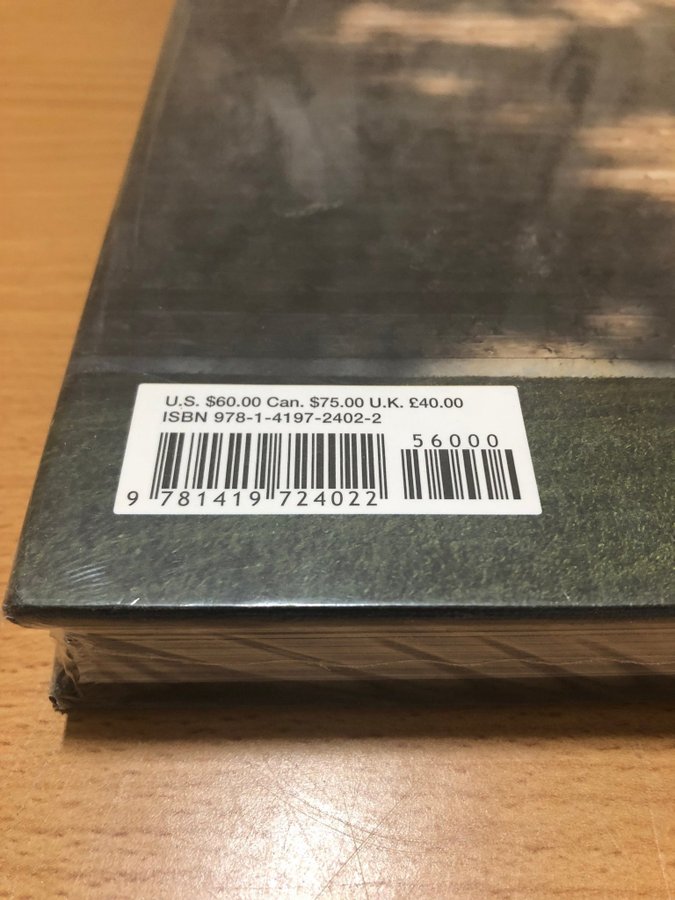 U.S. $60.00 Can. $75.00 U.K. £40.00
ISBN 978-1-4197-2402-2
56000
9 781419 724022